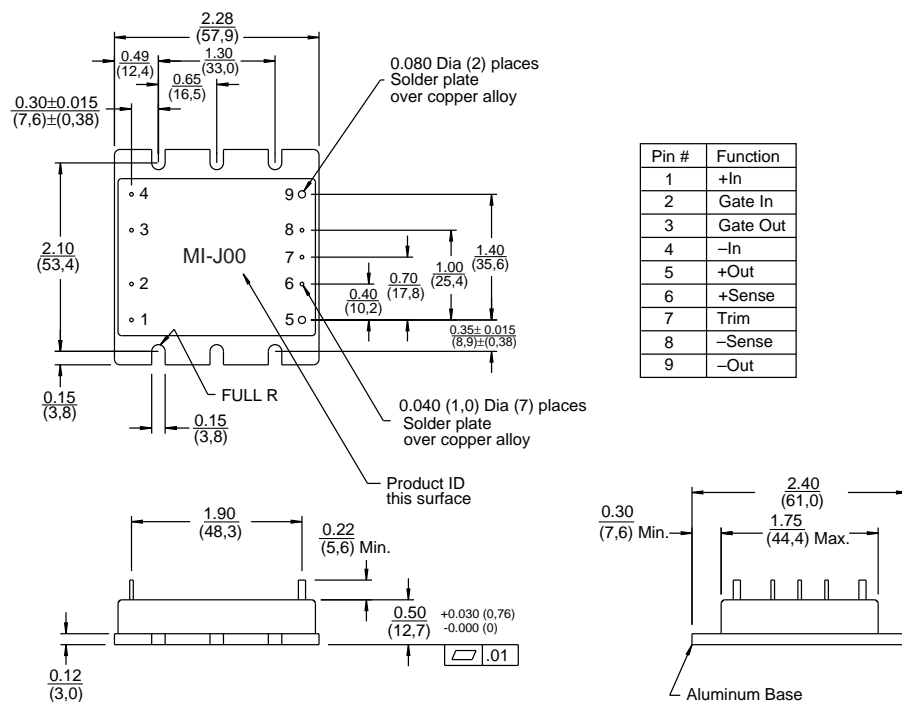 2.28
(57,9)
0.49
(12,4)
1.30
(33,0)
0.65
(16,5)
0.30±0.015
(7,6)±(0,38)
0.080 Dia (2) places
Solder plate
over copper alloy
4
3
2
1
MI-J00
9
8
7
6
5
2.10
(53,4)
0.40
(10,2)
0.70
(17,8)
1.00
(25,4)
1.40
(35,6)
0.35± 0.015
(8,9)±(0,38)
0.15
(3,8)
0.15
(3,8)
FULL R
0.040 (1,0) Dia (7) places
Solder plate
over copper alloy
Product ID
this surface
Pin # Function
1 +In
2 Gate In
3 Gate Out
4 –In
5 +Out
6 +Sense
7 Trim
8 –Sense
9 –Out
1.90
(48,3)
0.22
(5,6) Min.
0.50
(12,7)
+0.030 (0,76)
-0.000 (0)
.01
0.12
(3,0)
2.40
(61,0)
0.30
(7,6) Min.
1.75
(44,4) Max.
Aluminum Base